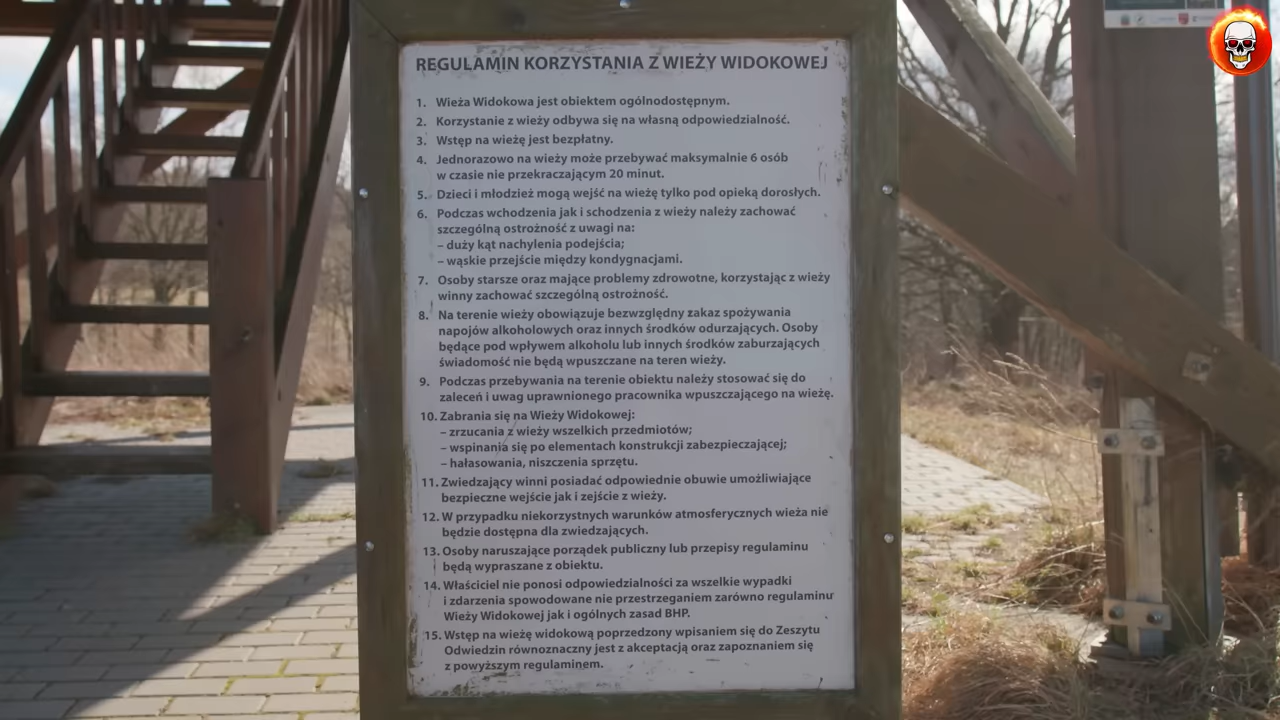 REGULAMIN KORZYSTANIA Z WIEŻY WIDOKOWEJ
1. Wieża Widokowa jest obiektem ogólnodostępnym.
2. Korzystanie z wieży odbywa się na własną odpowiedzialność.
3. Wstęp na wieżę jest bezpłatny.
4. Jednorazowo na wieży może przebywać maksymalnie 6 osób
w czasie nie przekraczającym 20 minut.
5. Dzieci i młodzież mogą wejść na wieżę tylko pod opieką dorosłych.
6. Podczas wchodzenia jak i schodzenia z wieży należy zachować
szczególną ostrożność z uwagi na:
– duży kąt nachylenia podejścia;
– wąskie przejście między kondygnacjami.
7. Osoby starsze oraz mające problemy zdrowotne, korzystając z wieży
winny zachować szczególną ostrożność.
8. Na terenie wieży obowiązuje bezwzględny zakaz spożywania
napojów alkoholowych oraz innych środków odurzających. Osoby
będące pod wpływem alkoholu lub innych środków zaburzających
świadomość nie będą wpuszczane na teren wieży.
9. Podczas przebywania na terenie obiektu należy stosować się do
zaleceń i uwag uprawnionego pracownika wpuszczającego na wieżę.
10. Zabrania się na Wieży Widokowej:
– zrzucania z wieży wszelkich przedmiotów;
– wspinania się po elementach konstrukcji zabezpieczającej;
– hałasowania, niszczenia sprzętu.
11. Zwiedzający winni posiadać odpowiednie obuwie umożliwiające
bezpieczne wejście jak i zejście z wieży.
12. W przypadku niekorzystnych warunków atmosferycznych wieża nie
będzie dostępna dla zwiedzających.
13. Osoby naruszające porządek publiczny lub przepisy regulaminu
będą wypraszane z obiektu.
14. Właściciel nie ponosi odpowiedzialności za wszelkie wypadki
i zdarzenia spowodowane nie przestrzeganiem zarówno regulaminu
Wieży Widokowej jak i ogólnych zasad BHP.
15. Wstęp na wieżę widokową poprzedzony wpisaniem się do Zeszytu
Odwiedzin równoznaczny jest z akceptacją oraz zapoznaniem się
z powyższym regulaminem.